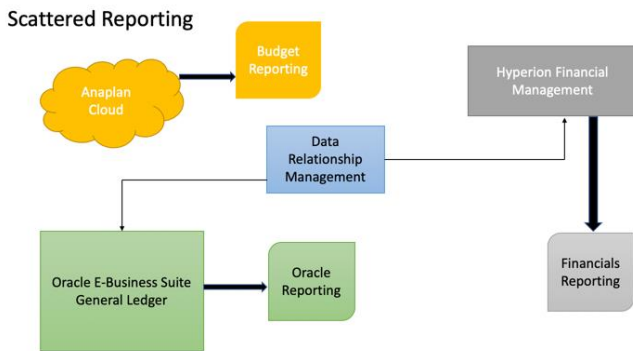 Scattered Reporting
Anaplan
Cloud
Budget
Reporting
Hyperion Financial
Management
Data
Relationship
Management
Oracle E-Business Suite
General Ledger
Oracle
Reporting
Financials
Reporting